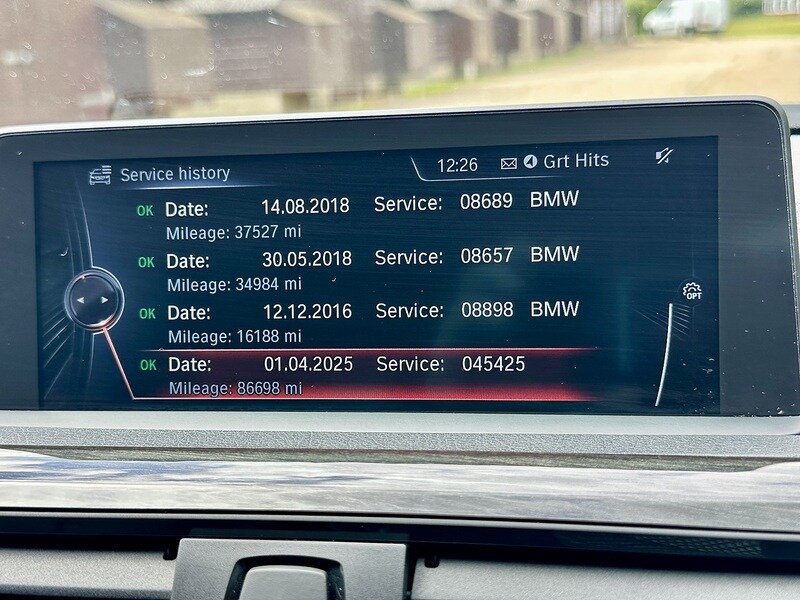 Service history 12:26 Grt Hits
OK Date: 14.08.2018 Service: 08689 BMW
Mileage: 37527 mi
OK Date: 30.05.2018 Service: 08657 BMW
Mileage: 34984 mi
OPT
OK Date: 12.12.2016 Service: 08898 BMW
Mileage: 16188 mi
OK Date: 01.04.2025 Service: 045425
Mileage: 86698 mi